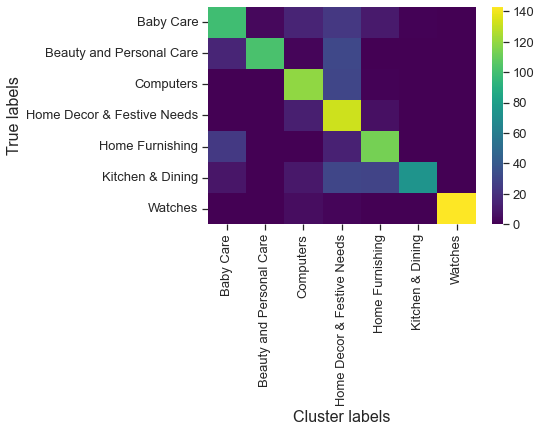 True labels
Baby Care
Beauty and Personal Care
Computers
Home Decor & Festive Needs
Home Furnishing
Kitchen & Dining
Watches
140
120
100
80
60
40
20
0
Baby Care
Beauty and Personal Care
Computers
Home Decor & Festive Needs
Home Furnishing
Kitchen & Dining
Watches
Cluster labels